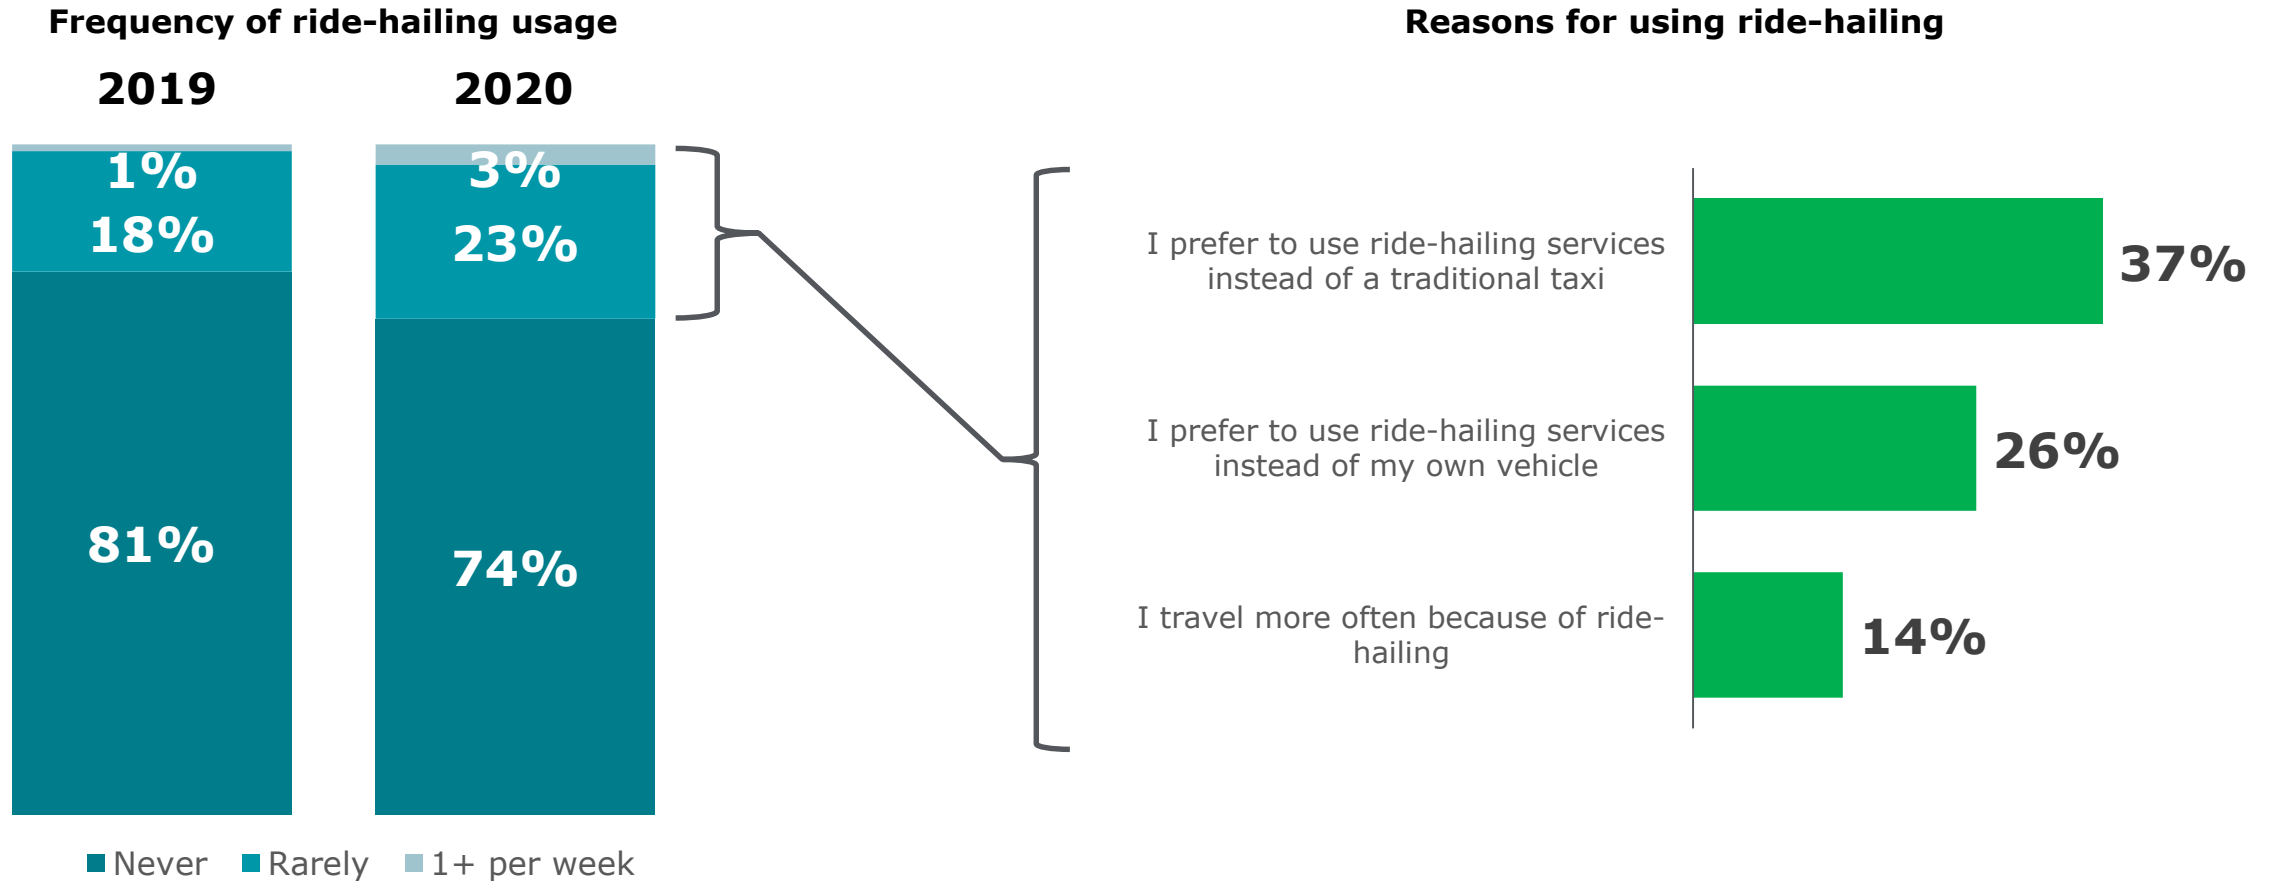 Frequency of ride-hailing usage
2019
2020
1%
18%
81%
3%
23%
74%
Never
Rarely
1+ per week
Reasons for using ride-hailing
I prefer to use ride-hailing services
instead of a traditional taxi
37%
I prefer to use ride-hailing services
instead of my own vehicle
26%
I travel more often because of ride-
hailing
14%